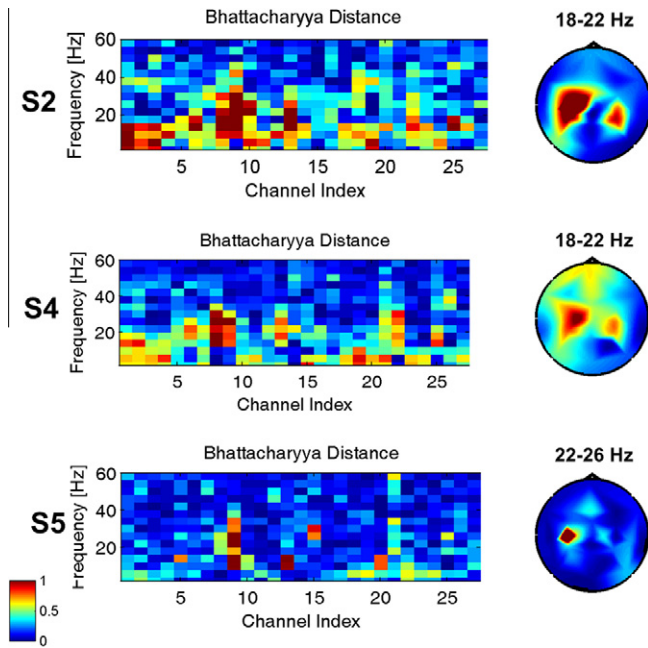 Bhattacharyya Distance
18-22 Hz
S2
Frequency [Hz]
60
40
20
5
10
15
20
25
Channel Index
Bhattacharyya Distance
18-22 Hz
S4
Frequency [Hz]
60
40
20
5
10
15
20
25
Channel Index
Bhattacharyya Distance
22-26 Hz
S5
Frequency [Hz]
60
40
20
5
10
15
20
25
Channel Index
1
0.5
0